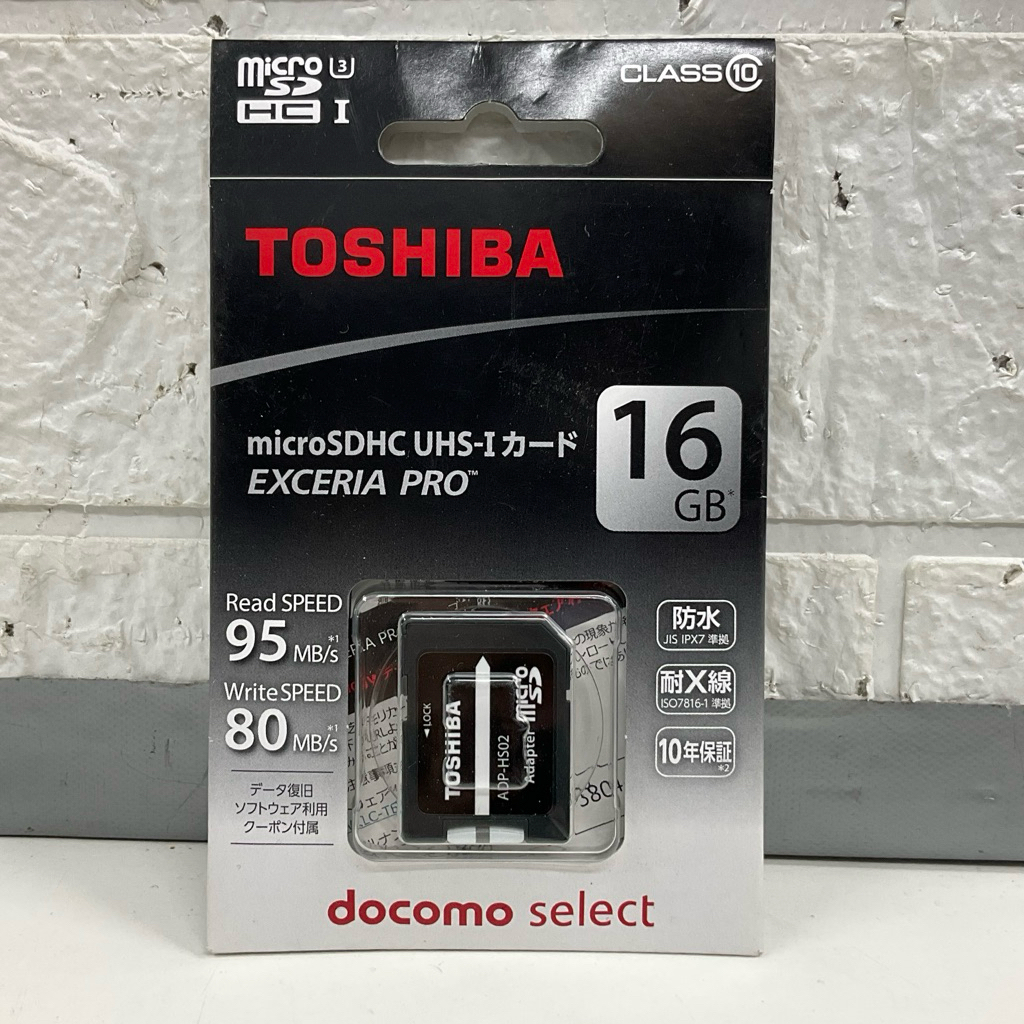 micro SD HC I U3
CLASS 10
TOSHIBA
microSDHC UHS-I カード
EXCERIA PRO™
16
GB*
Read SPEED
95 MB/s *1
Write SPEED
80 MB/s *1
データ復旧
ソフトウェア利用
クーポン付属
◀LOCK
TOSHIBA
ADP-HS02
Adapter micro SD
防水
JIS IPX7 準拠
耐X線
ISO7816-1 準拠
10年保証
*2
docomo select